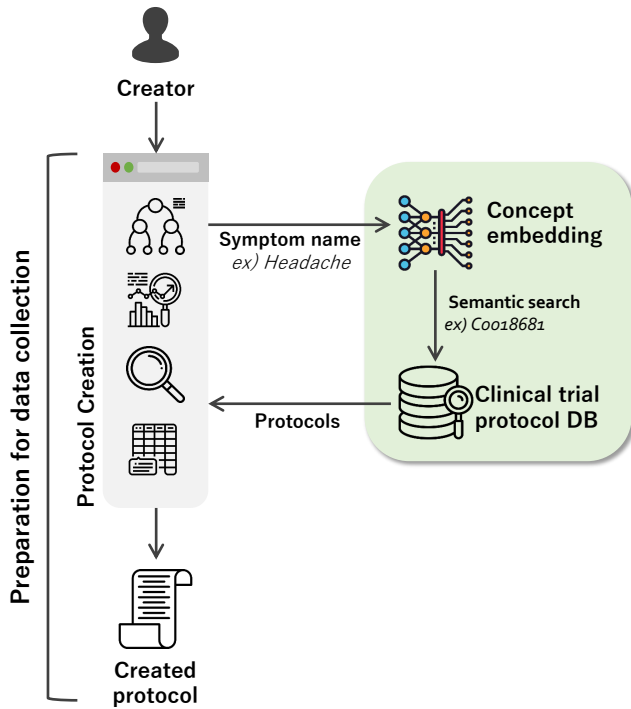 Creator
Preparation for data collection
Protocol Creation
Symptom name
ex) Headache
Concept
embedding
Semantic search
ex) C0018681
Clinical trial
protocol DB
Protocols
Created
protocol